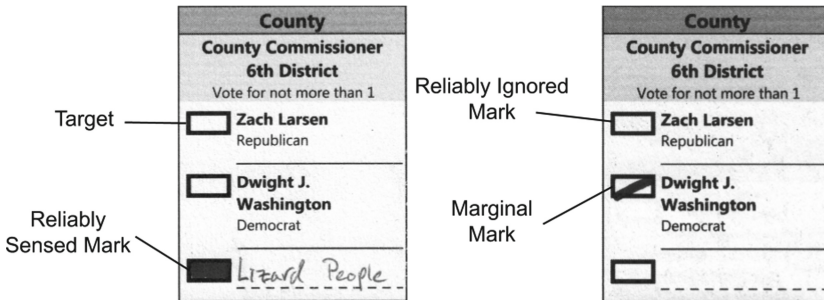 County
County Commissioner
6th District
Vote for not more than 1
Target
Zach Larsen
Republican
Dwight J.
Washington
Democrat
Reliably
Sensed Mark
Lizard People
County
County Commissioner
6th District
Vote for not more than 1
Reliably Ignored
Mark
Zach Larsen
Republican
Marginal
Mark
Dwight J.
Washington
Democrat